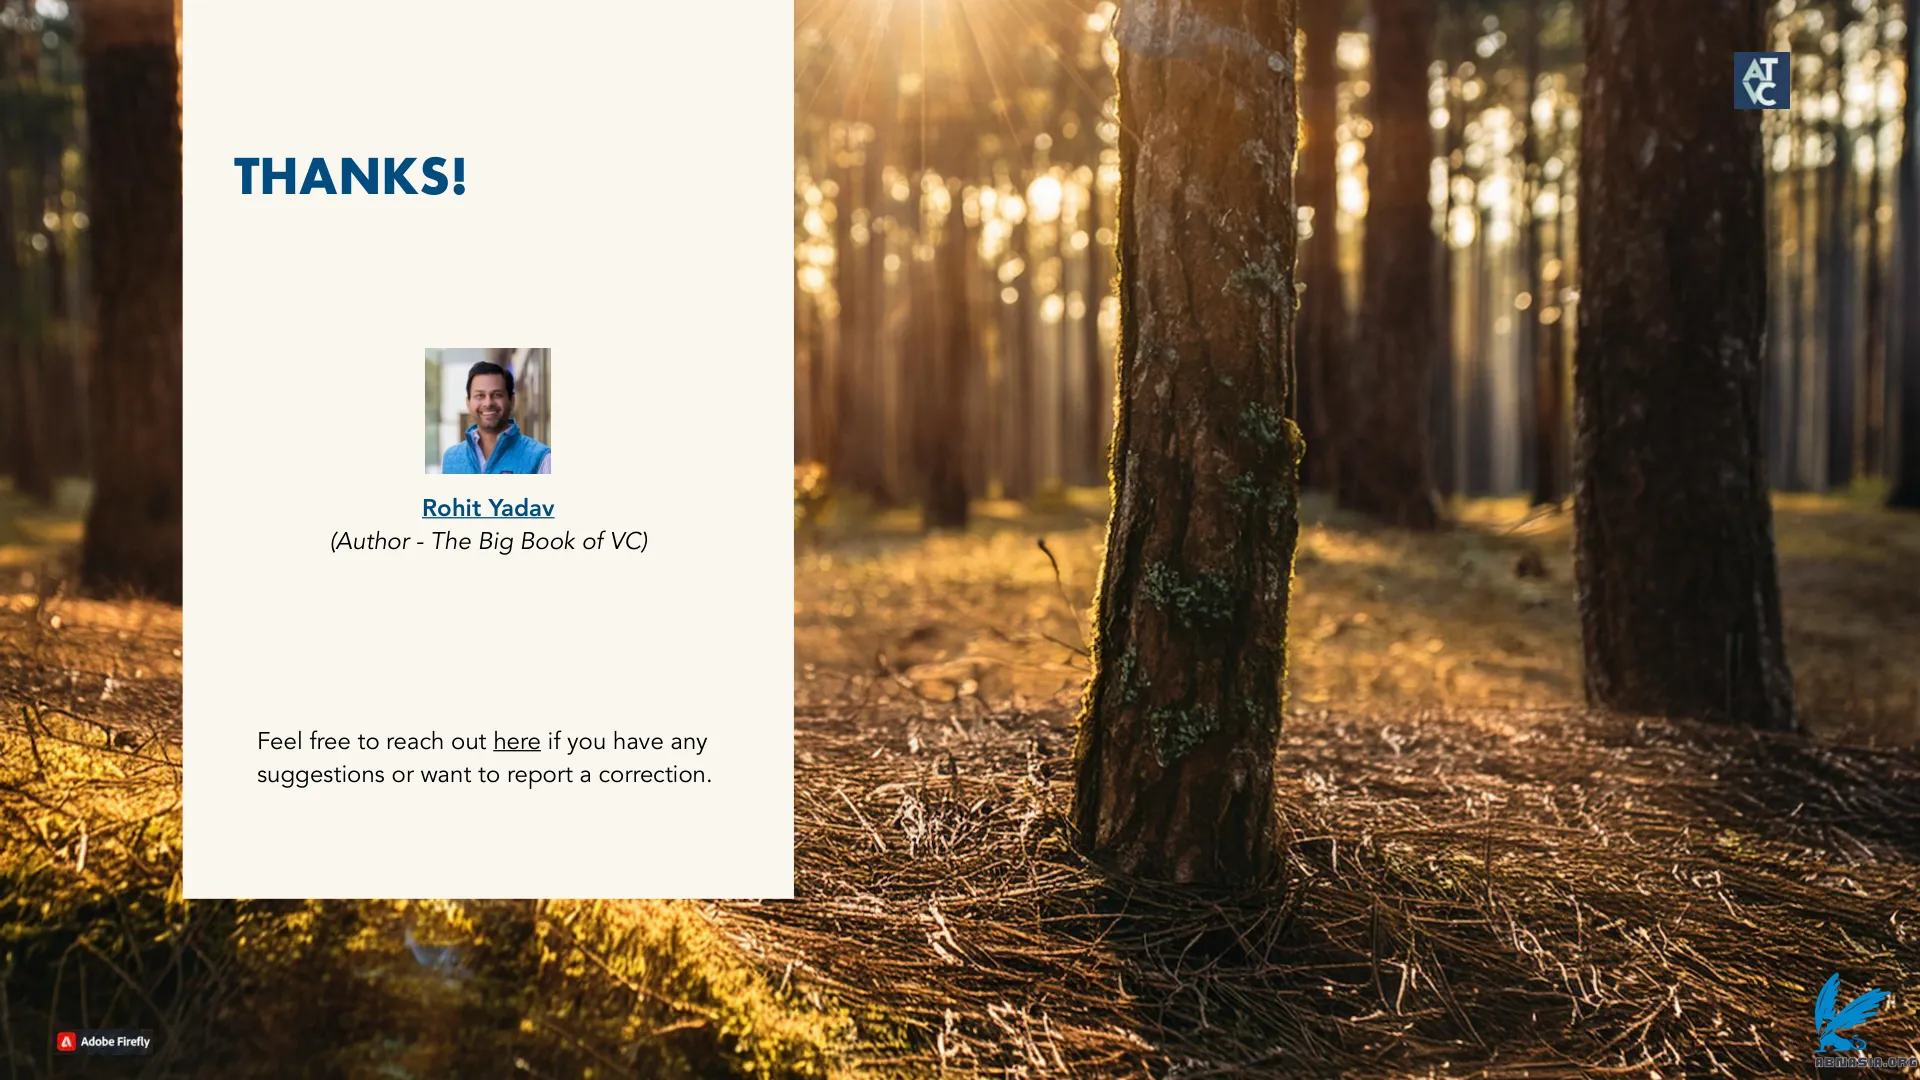 THANKS!
AT
VC
Rohit Yadav
(Author - The Big Book of VC)
Feel free to reach out here if you have any
suggestions or want to report a correction.
Adobe Firefly
ABNASIA.ORG